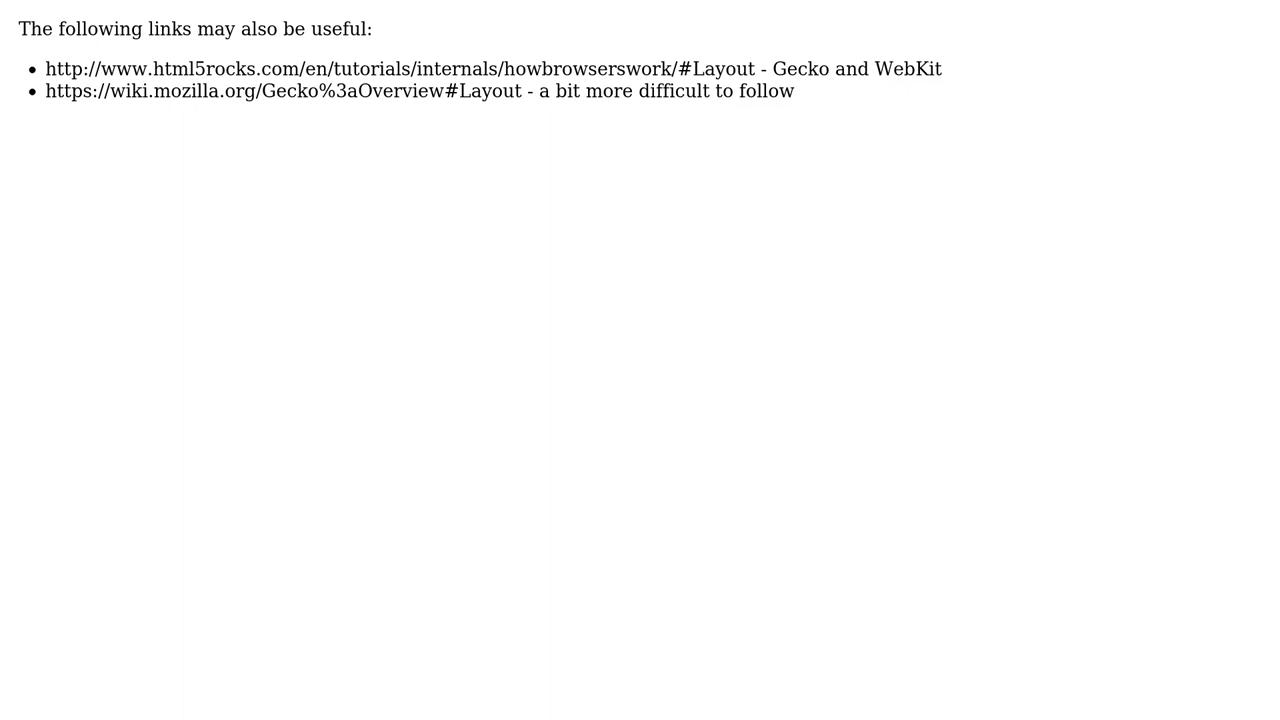 The following links may also be useful:
• http://www.html5rocks.com/en/tutorials/internals/howbrowserswork/#Layout - Gecko and WebKit
• https://wiki.mozilla.org/Gecko%3aOverview#Layout - a bit more difficult to follow